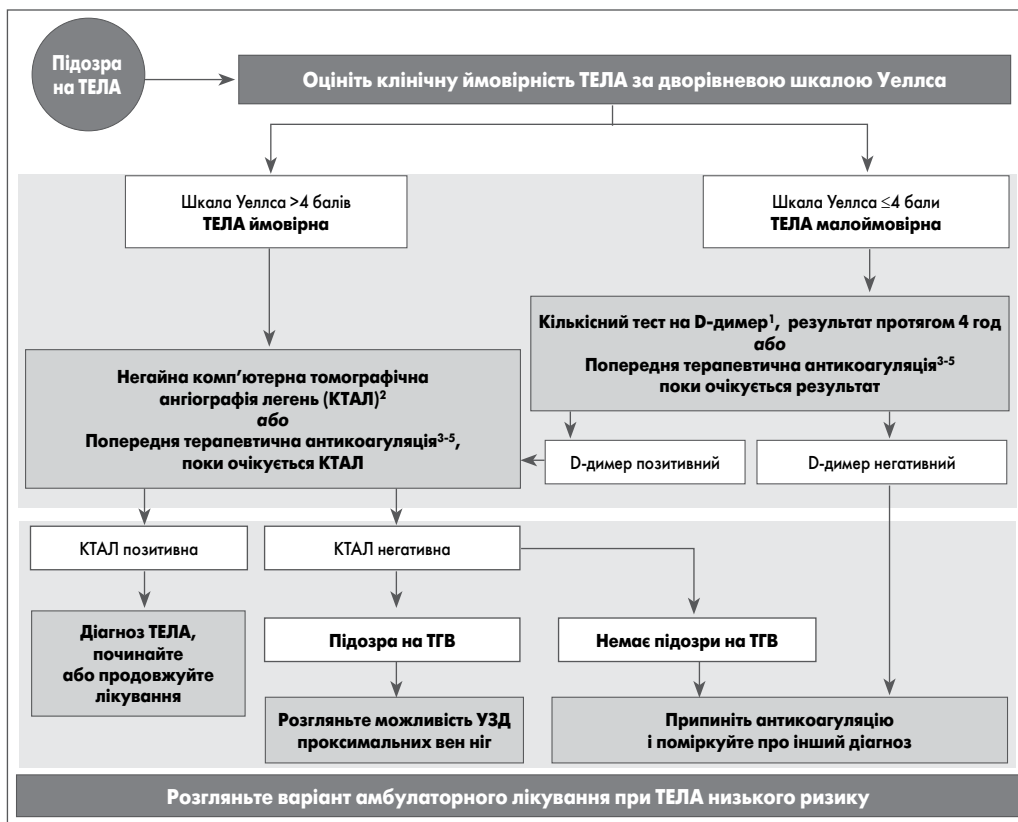 Підозра
на ТЕЛА
Оцініть клінічну ймовірність ТЕЛА за дворівневою шкалою Уеллса
Шкала Уеллса >4 балів
ТЕЛА ймовірна
Шкала Уеллса ≤4 бали
ТЕЛА малоймовірна
Кількісний тест на D-димер¹, результат протягом 4 год
або
Попередня терапевтична антикоагуляція³⁻⁵
поки очікується результат
Негайна комп’ютерна томографічна
ангіографія легень (КТАЛ)²
або
Попередня терапевтична антикоагуляція³⁻⁵,
поки очікується КТАЛ
D-димер позитивний
D-димер негативний
КТАЛ позитивна
КТАЛ негативна
Діагноз ТЕЛА,
починайте
або продовжуйте
лікування
Підозра на ТГВ
Немає підозри на ТГВ
Розгляньте можливість УЗД
проксимальних вен ніг
Припиніть антикоагуляцію
і поміркуйте про інший діагноз
Розгляньте варіант амбулаторного лікування при ТЕЛА низького ризику